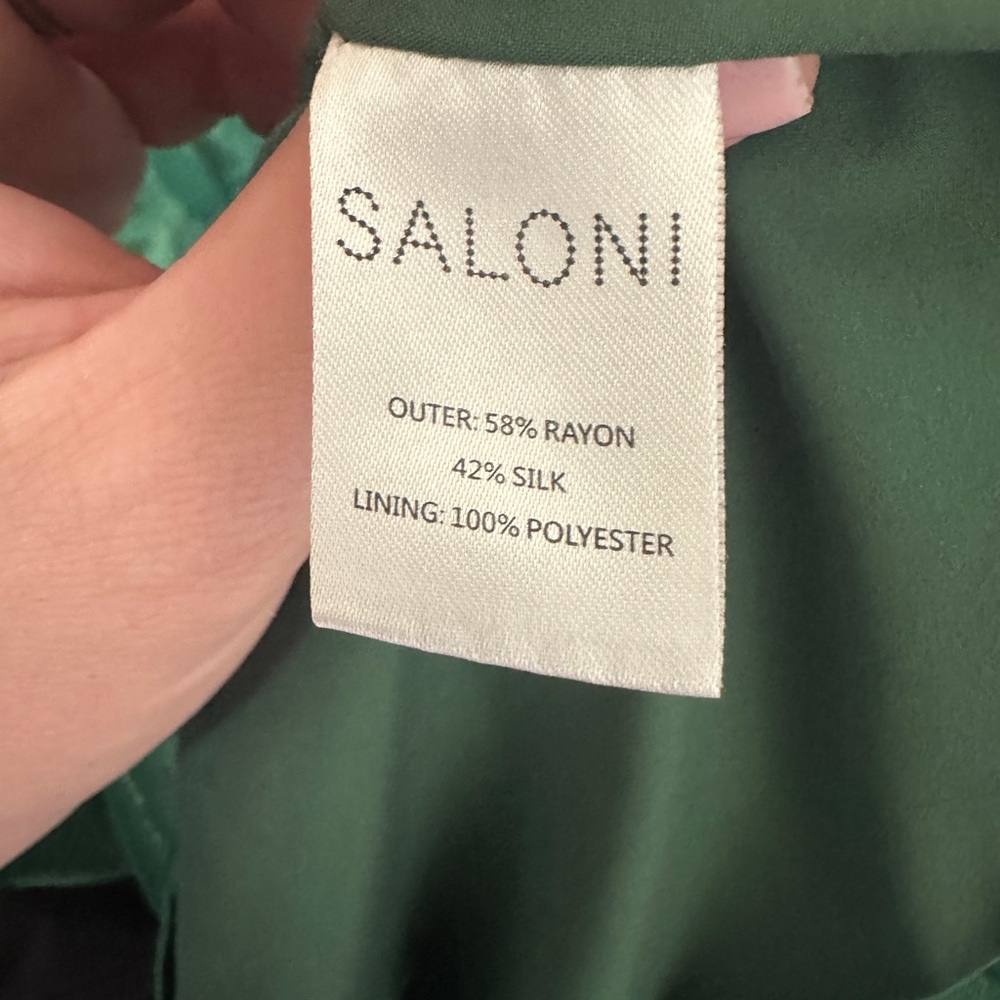 SALONI
OUTER: 58% RAYON
42% SILK
LINING: 100% POLYESTER